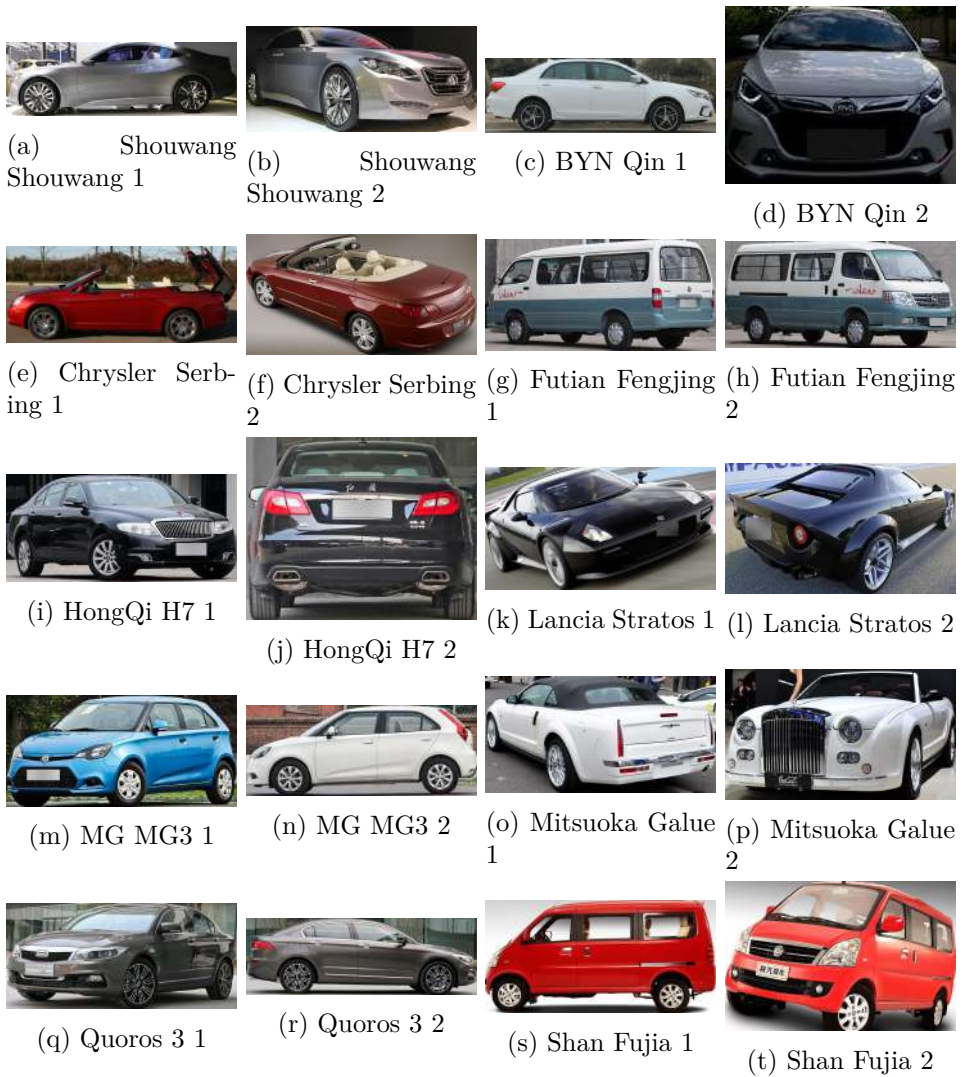 (a) Shouwang
Shouwang 1
(b) Shouwang
Shouwang 2
(c) BYN Qin 1
(d) BYN Qin 2
(e) Chrysler Serb-
ing 1
(f) Chrysler Serbing
2
(g) Futian Fengjing
1
(h) Futian Fengjing
2
(i) HongQi H7 1
(j) HongQi H7 2
(k) Lancia Stratos 1
(l) Lancia Stratos 2
(m) MG MG3 1
(n) MG MG3 2
(o) Mitsuoka Galue
1
(p) Mitsuoka Galue
2
(q) Quoros 3 1
(r) Quoros 3 2
(s) Shan Fujia 1
(t) Shan Fujia 2